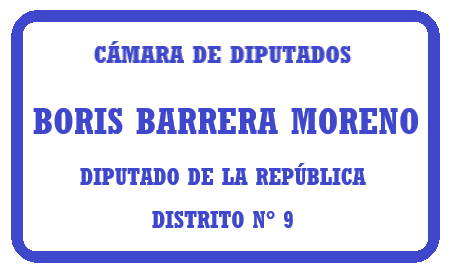 CÁMARA DE DIPUTADOS
BORIS BARRERA MORENO
DIPUTADO DE LA REPÚBLICA
DISTRITO N° 9